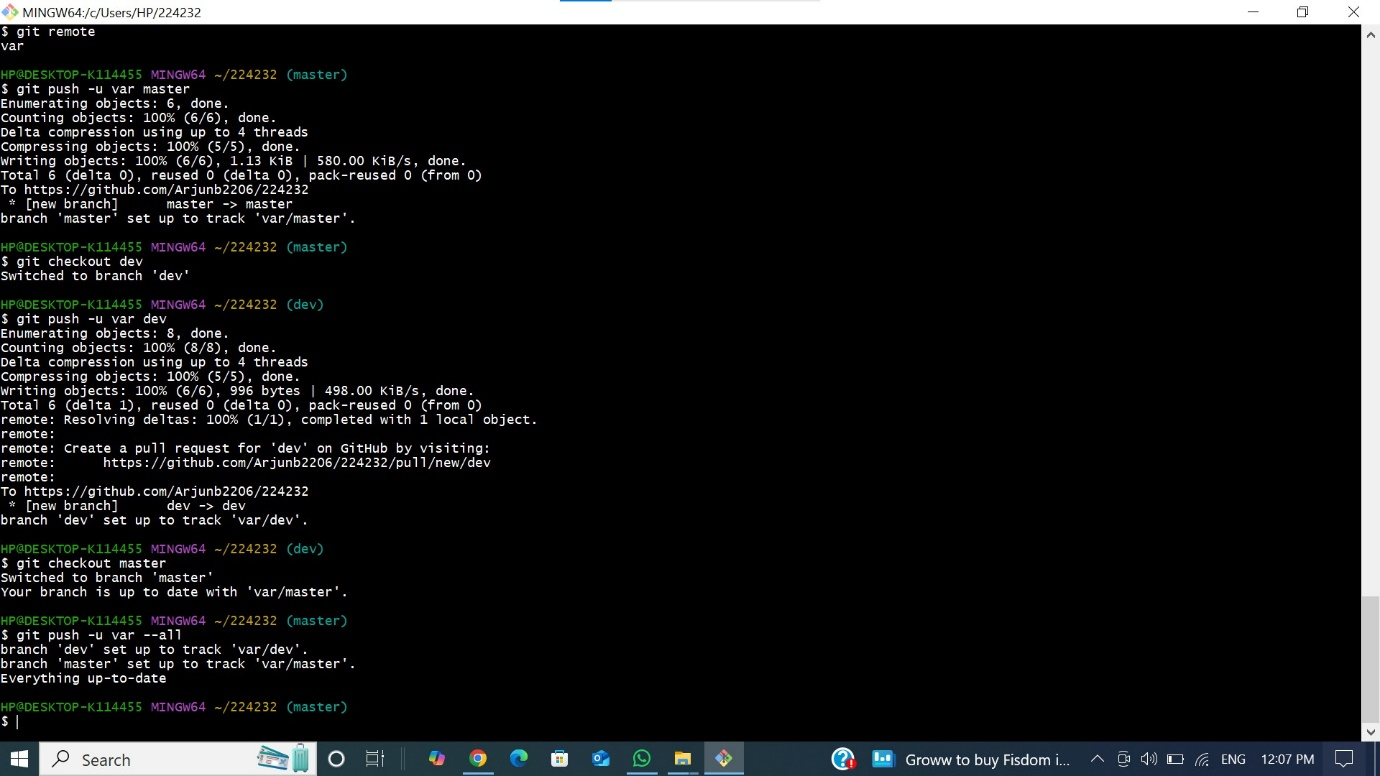 MINGW64:/c/Users/HP/224232
$ git remote
var
HP@DESKTOP-K114455 MINGW64 ~/224232 (master)
$ git push -u var master
Enumerating objects: 6, done.
Counting objects: 100% (6/6), done.
Delta compression using up to 4 threads
Compressing objects: 100% (5/5), done.
Writing objects: 100% (6/6), 1.13 KiB | 580.00 KiB/s, done.
Total 6 (delta 0), reused 0 (delta 0), pack-reused 0 (from 0)
To https://github.com/Arjunb2206/224232
 * [new branch]      master -> master
branch 'master' set up to track 'var/master'.
HP@DESKTOP-K114455 MINGW64 ~/224232 (master)
$ git checkout dev
Switched to branch 'dev'
HP@DESKTOP-K114455 MINGW64 ~/224232 (dev)
$ git push -u var dev
Enumerating objects: 8, done.
Counting objects: 100% (8/8), done.
Delta compression using up to 4 threads
Compressing objects: 100% (5/5), done.
Writing objects: 100% (6/6), 996 bytes | 498.00 KiB/s, done.
Total 6 (delta 1), reused 0 (delta 0), pack-reused 0 (from 0)
remote: Resolving deltas: 100% (1/1), completed with 1 local object.
remote:
remote: Create a pull request for 'dev' on GitHub by visiting:
remote:      https://github.com/Arjunb2206/224232/pull/new/dev
remote:
To https://github.com/Arjunb2206/224232
 * [new branch]      dev -> dev
branch 'dev' set up to track 'var/dev'.
HP@DESKTOP-K114455 MINGW64 ~/224232 (dev)
$ git checkout master
Switched to branch 'master'
Your branch is up to date with 'var/master'.
HP@DESKTOP-K114455 MINGW64 ~/224232 (master)
$ git push -u var --all
branch 'dev' set up to track 'var/dev'.
branch 'master' set up to track 'var/master'.
Everything up-to-date
HP@DESKTOP-K114455 MINGW64 ~/224232 (master)
$
Search
Groww to buy Fisdom i...
ENG
12:07 PM